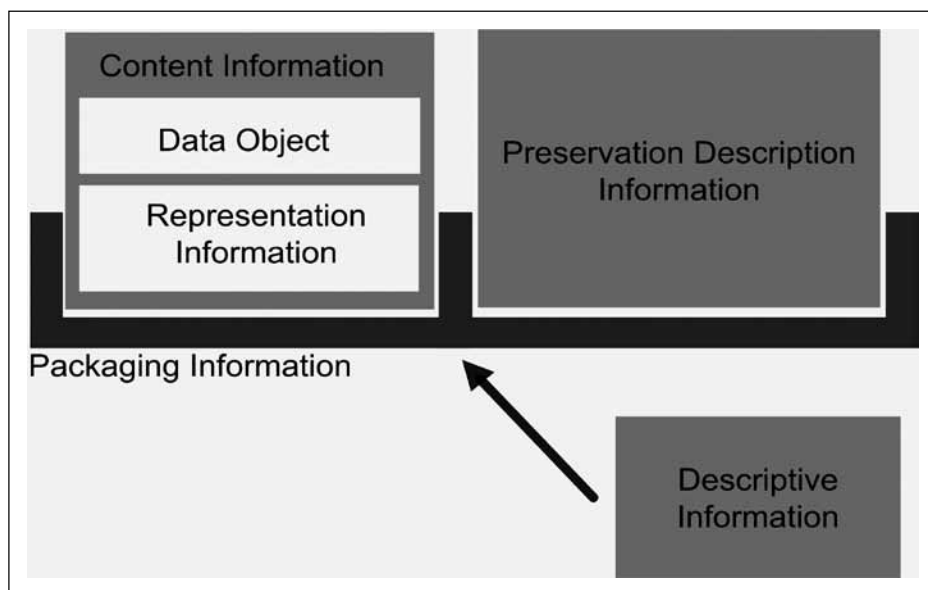 Content Information
Data Object
Representation
Information
Preservation Description
Information
Packaging Information
Descriptive
Information